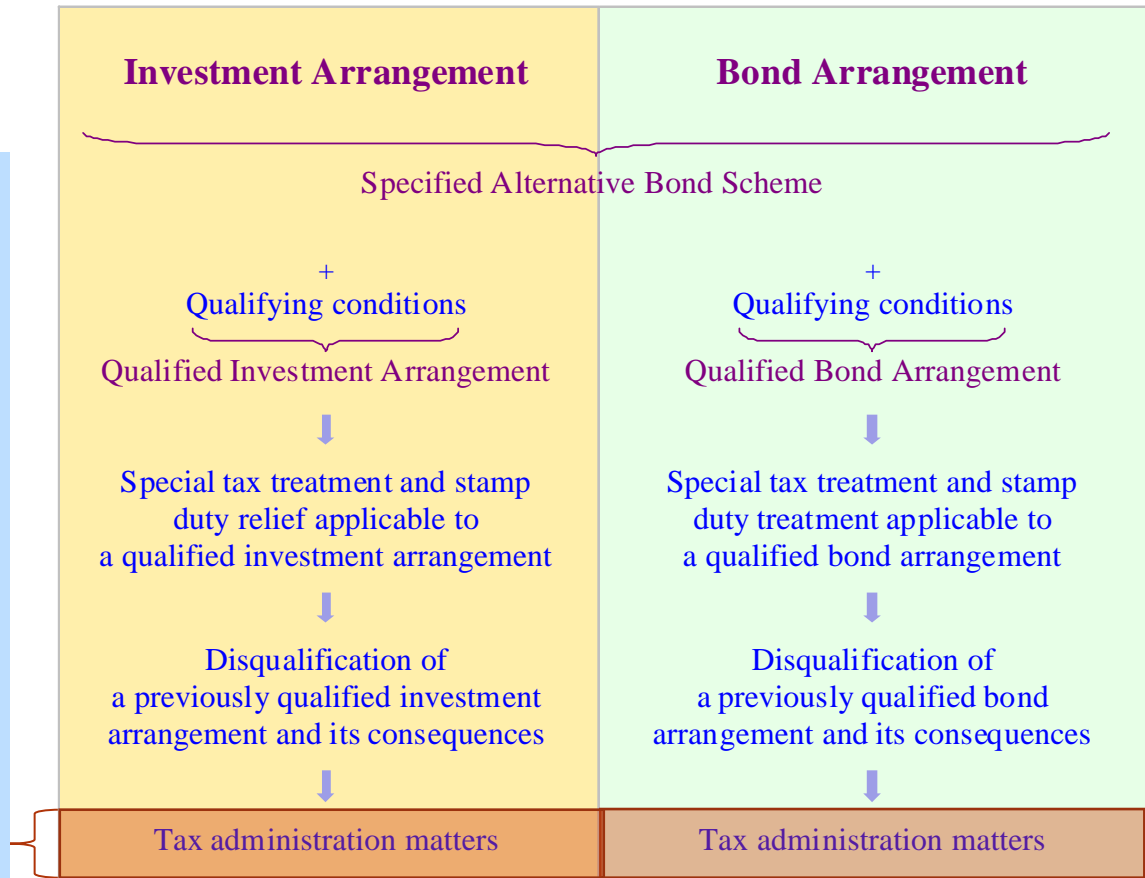 Investment Arrangement
Bond Arrangement
Specified Alternative Bond Scheme
+
Qualifying conditions
Qualified Investment Arrangement
Special tax treatment and stamp
duty relief applicable to
a qualified investment arrangement
Disqualification of
a previously qualified investment
arrangement and its consequences
Tax administration matters
+
Qualifying conditions
Qualified Bond Arrangement
Special tax treatment and stamp
duty treatment applicable to
a qualified bond arrangement
Disqualification of
a previously qualified bond
arrangement and its consequences
Tax administration matters